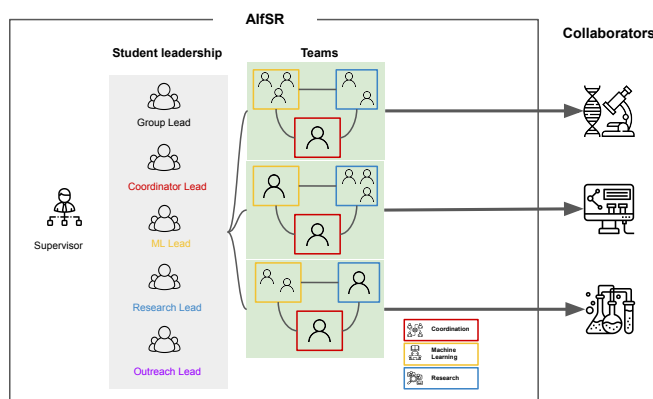 AIfSR
Student leadership
Teams
Collaborators
Group Lead
Coordinator Lead
Supervisor
ML Lead
Research Lead
Outreach Lead
Coordination
Machine
Learning
Research